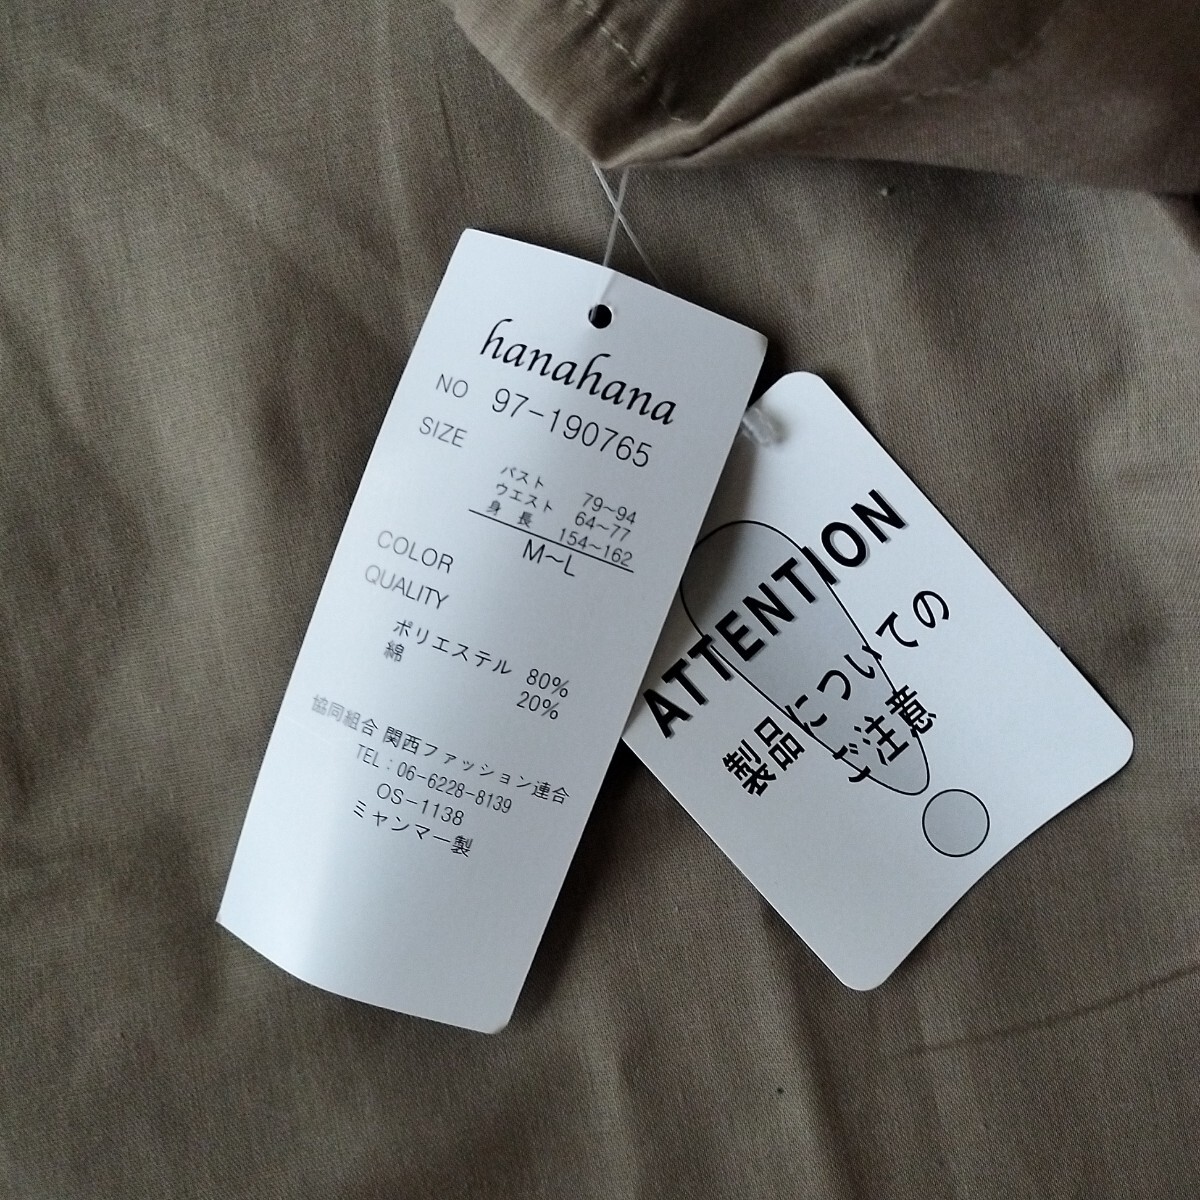 hanahana
NO 97-190765
SIZE
バスト 79~94
ウエスト 64~77
身長 154~162
M~L
COLOR
QUALITY
ポリエステル 80%
綿 20%
協同組合 関西ファッション連合
TEL:06-6228-8139
OS-1138
ミャンマー製
ATTENTION
製品についての
ご注意